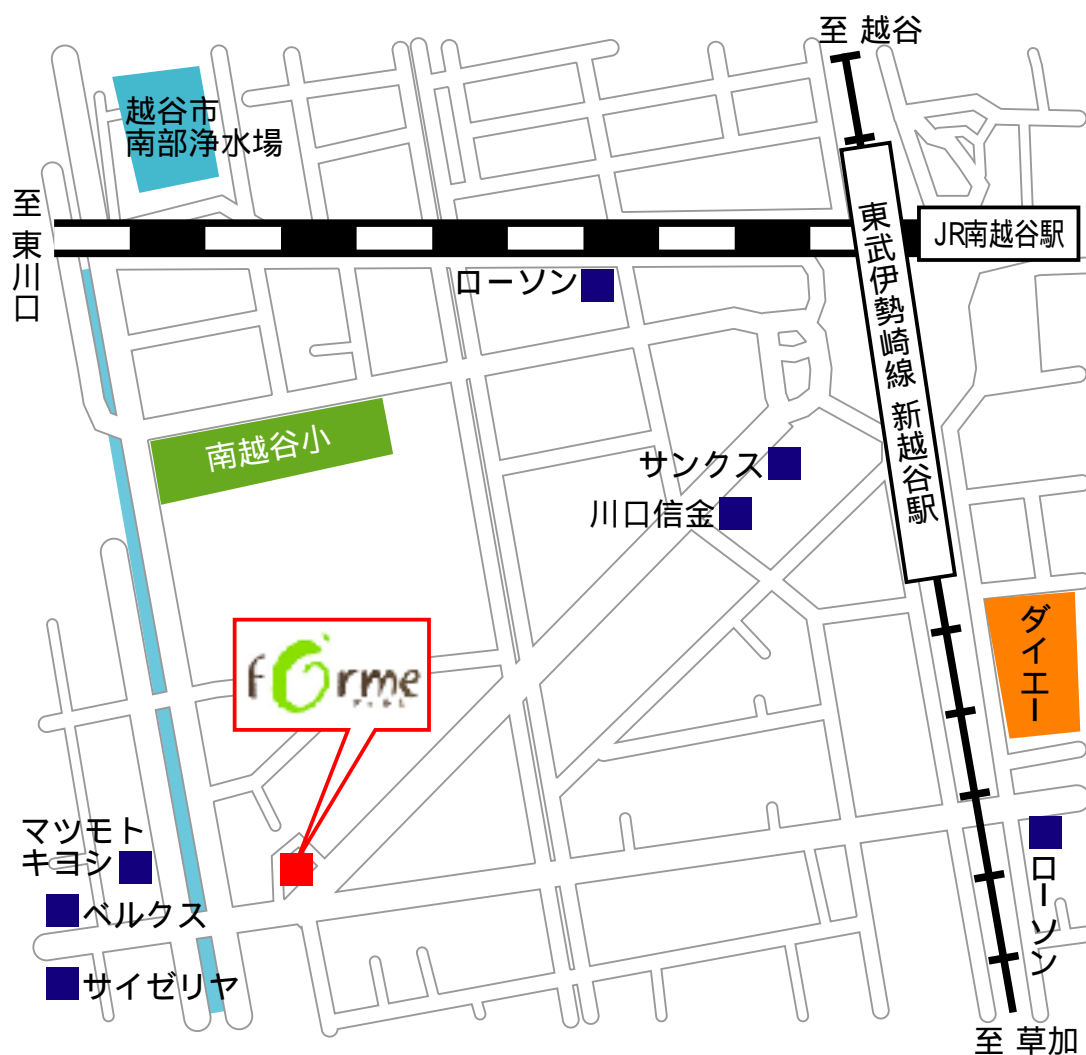 至 越谷
越谷市
南部浄水場
至 東川口
JR南越谷駅
東武伊勢崎線 新越谷駅
ローソン
南越谷小
サンクス
川口信金
ダイエー
forme
マツモト
キヨシ
ベルクス
サイゼリヤ
ローソン
至 草加